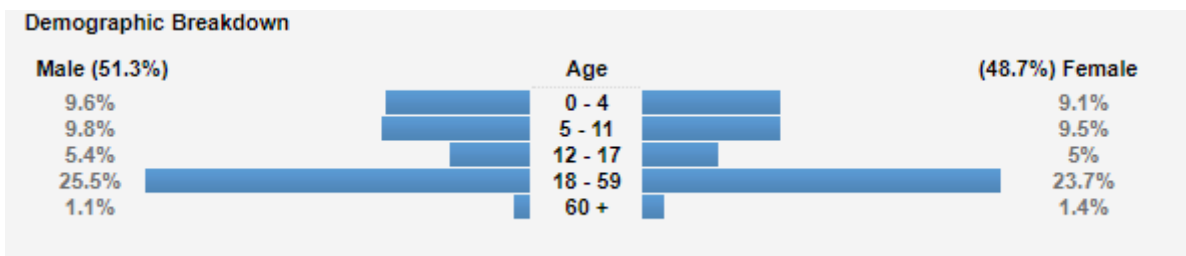 Demographic Breakdown
Male (51.3%) Age (48.7%) Female
9.6% 0 - 4 9.1%
9.8% 5 - 11 9.5%
5.4% 12 - 17 5%
25.5% 18 - 59 23.7%
1.1% 60 + 1.4%